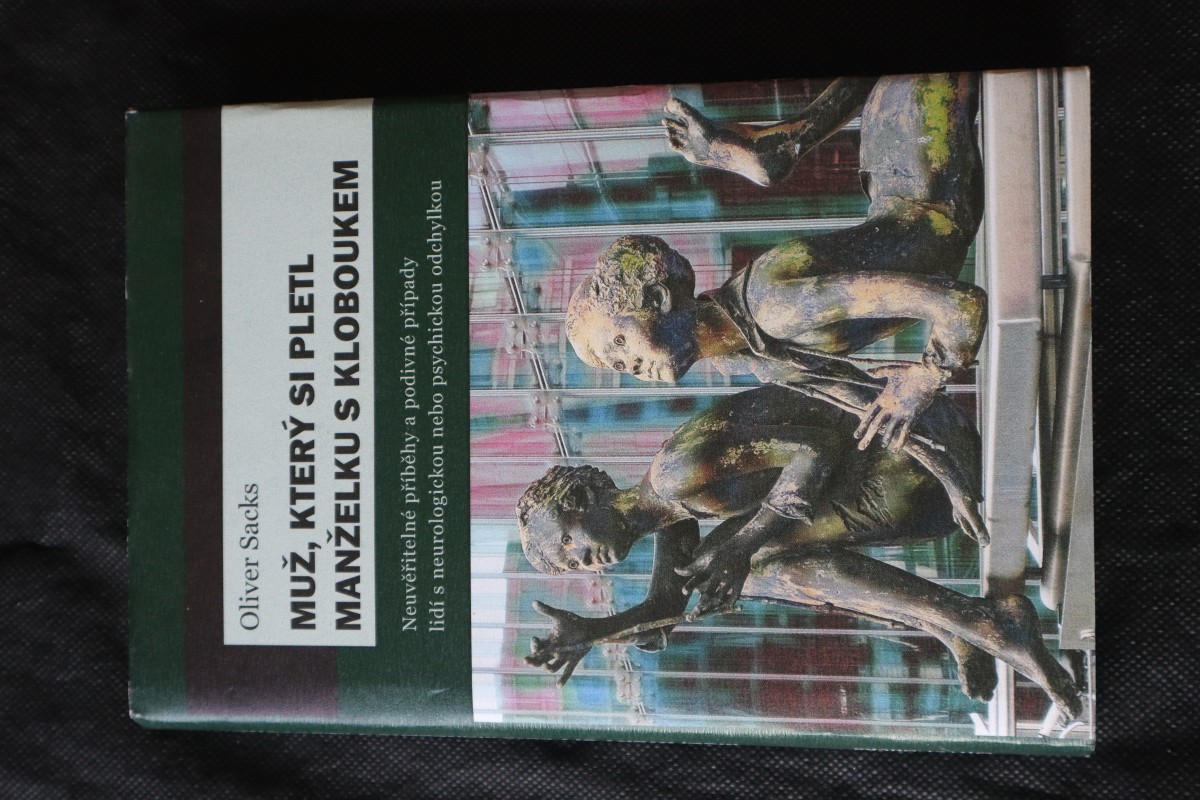 Oliver Sacks
MUŽ, KTERÝ SI PLETL
MANŽELKU S KLOBOUKEM
Neuvěřitelné příběhy a podivné případy
lidí s neurologickou nebo psychickou odchylkou